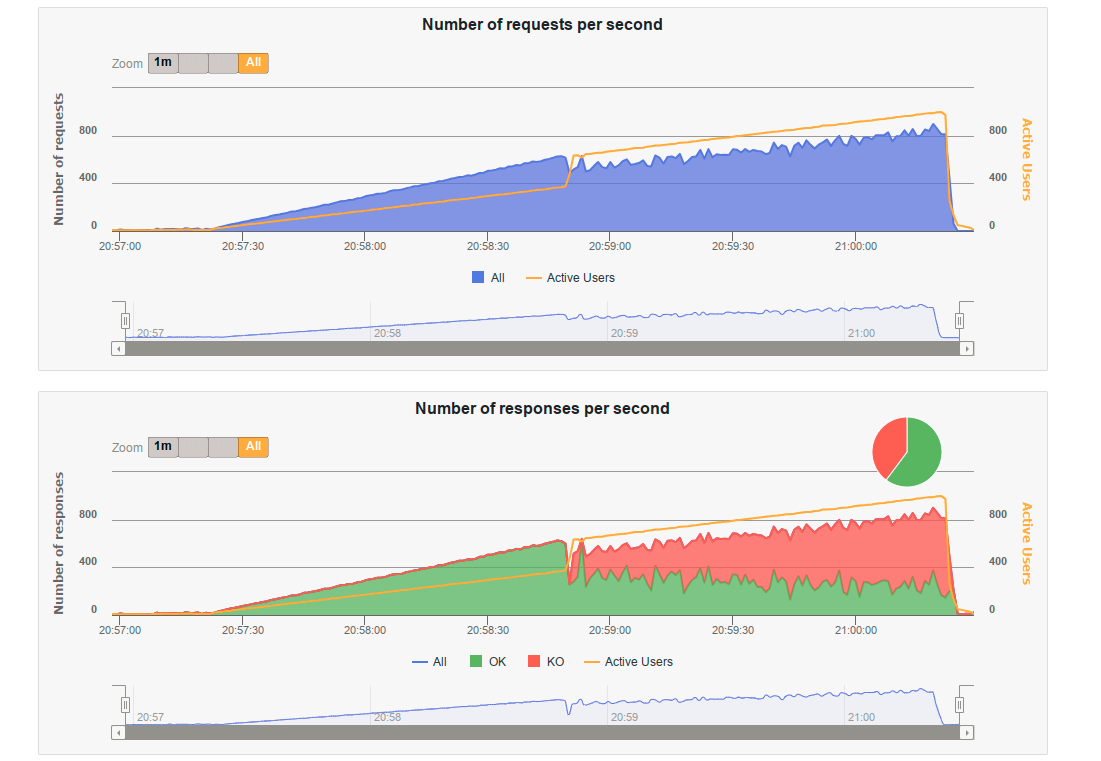 Number of requests per second
Zoom 1m All
Number of requests
800
400
0
800
400
0
Active Users
20:57:00 20:57:30 20:58:00 20:58:30 20:59:00 20:59:30 21:00:00
All Active Users
20:57 20:58 20:59 21:00
Number of responses per second
Zoom 1m All
Number of responses
800
400
0
800
400
0
Active Users
20:57:00 20:57:30 20:58:00 20:58:30 20:59:00 20:59:30 21:00:00
All OK KO Active Users
20:57 20:58 20:59 21:00